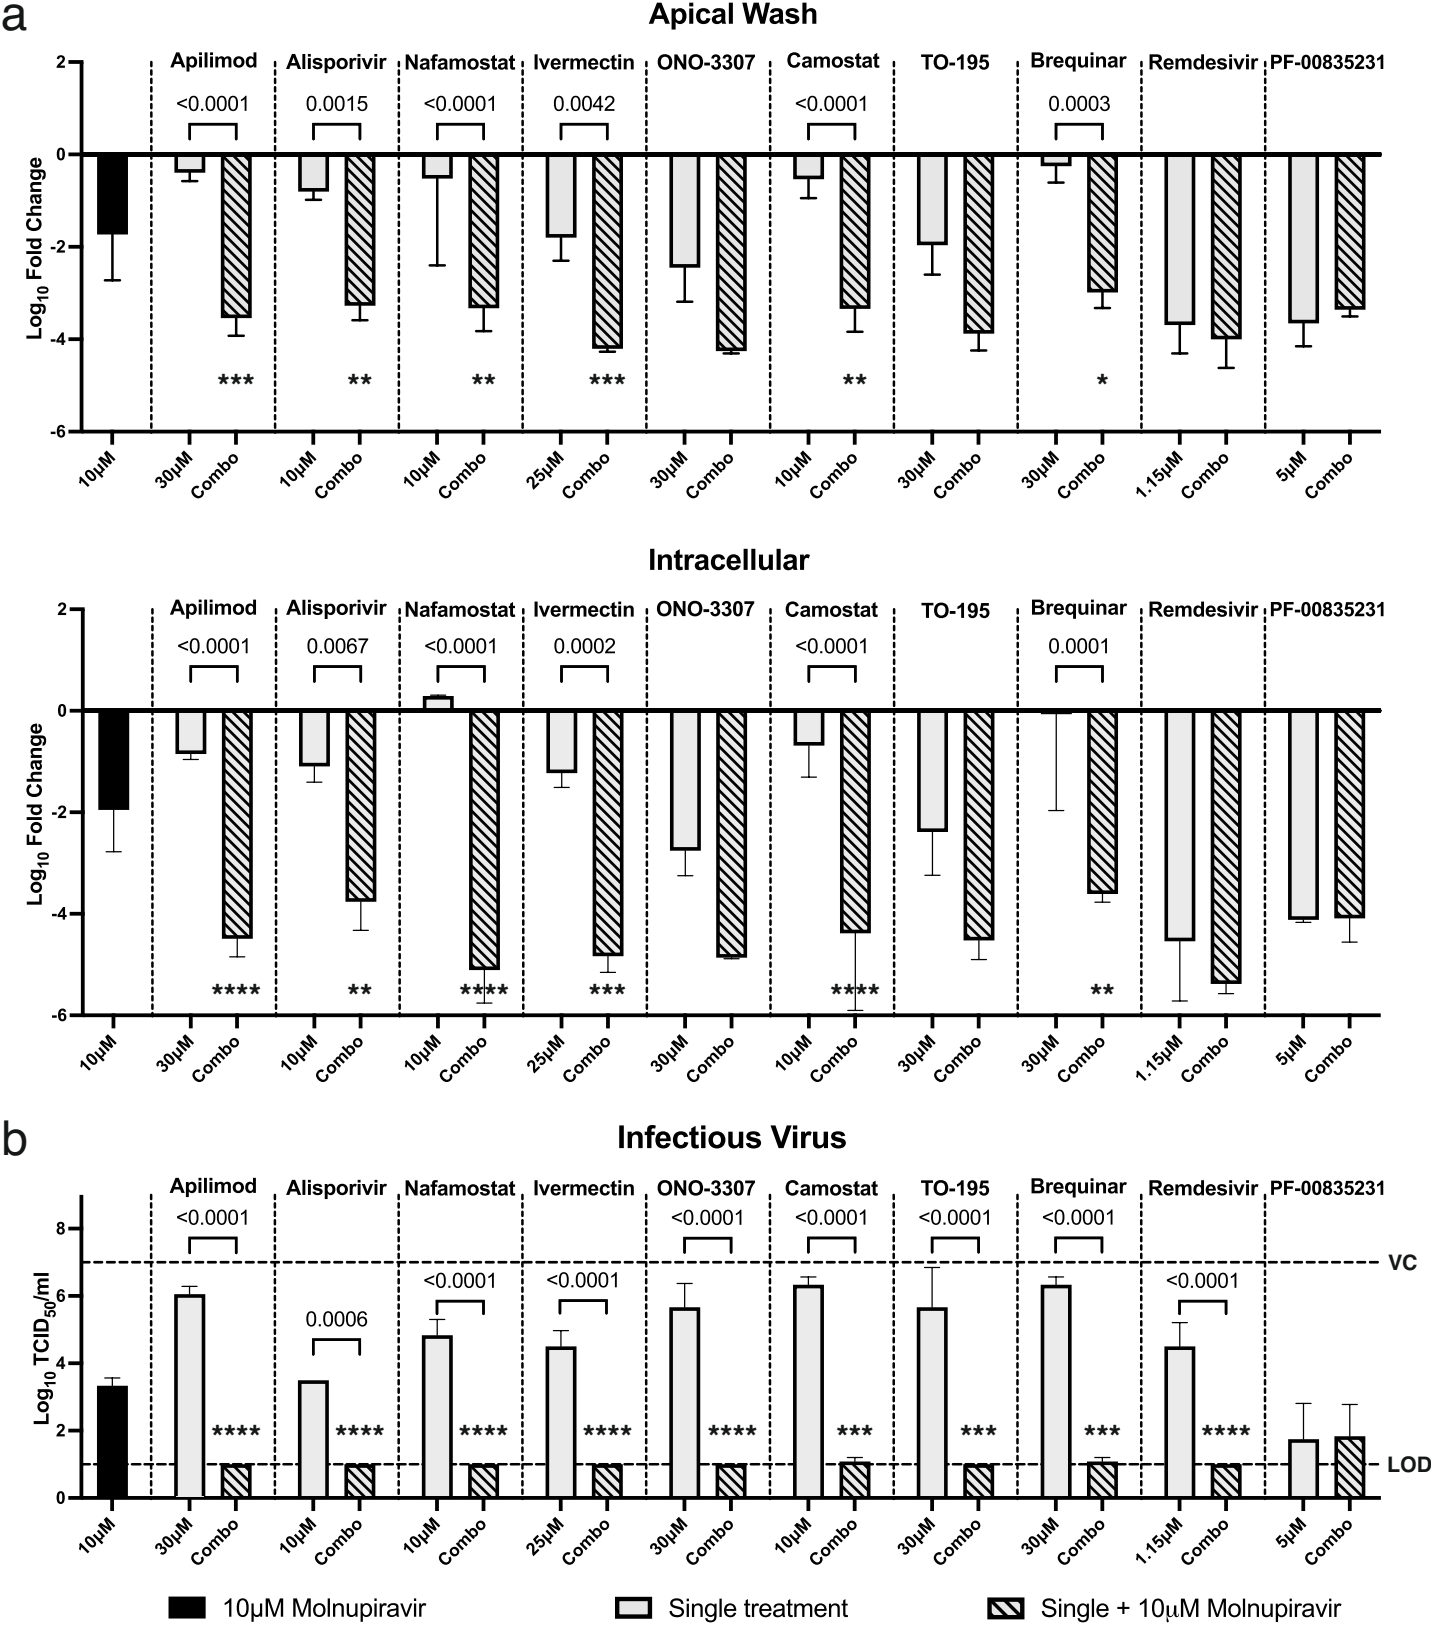 a
Apical Wash
Apilimod Alisporivir Nafamostat Ivermectin ONO-3307 Camostat TO-195 Brequinar Remdesivir PF-00835231
<0.0001 0.0015 <0.0001 0.0042 <0.0001 0.0003
Log10 Fold Change
2
0
-2
-4
-6
*** ** ** *** ** *
10µM 30µM Combo 10µM Combo 10µM Combo 25µM Combo 30µM Combo 10µM Combo 30µM Combo 30µM Combo 1.15µM Combo 5µM Combo
Intracellular
Apilimod Alisporivir Nafamostat Ivermectin ONO-3307 Camostat TO-195 Brequinar Remdesivir PF-00835231
<0.0001 0.0067 <0.0001 0.0002 <0.0001 0.0001
Log10 Fold Change
2
0
-2
-4
-6
**** ** **** *** **** **
10µM 30µM Combo 10µM Combo 10µM Combo 25µM Combo 30µM Combo 10µM Combo 30µM Combo 30µM Combo 1.15µM Combo 5µM Combo
b
Infectious Virus
Apilimod Alisporivir Nafamostat Ivermectin ONO-3307 Camostat TO-195 Brequinar Remdesivir PF-00835231
<0.0001 <0.0001 <0.0001 <0.0001 <0.0001
VC
<0.0001 <0.0001 <0.0001
0.0006
Log10 TCID50/ml
8
6
4
2
0
**** **** **** **** **** *** *** *** ****
LOD
10µM 30µM Combo 10µM Combo 10µM Combo 25µM Combo 30µM Combo 10µM Combo 30µM Combo 30µM Combo 1.15µM Combo 5µM Combo
10µM Molnupiravir Single treatment Single + 10µM Molnupiravir